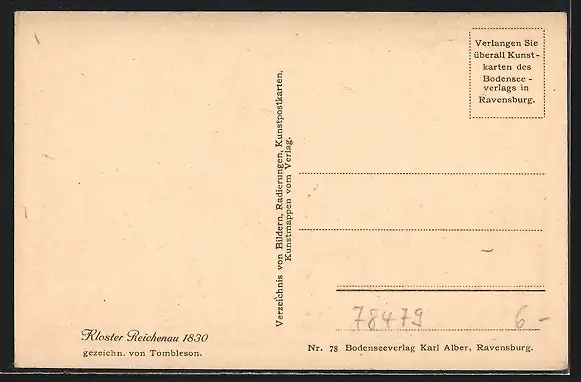 Verlangen Sie
überall Kunst-
karten des
Bodensee-
verlags in
Ravensburg.
Verzeichnis von Bildern, Radierungen, Kunstpostkarten,
Kunstmappen vom Verlag.
Kloster Reichenau 1830
gezeichn. von Tombleson.
78479
6-
Nr. 78 Bodenseeverlag Karl Alber, Ravensburg.